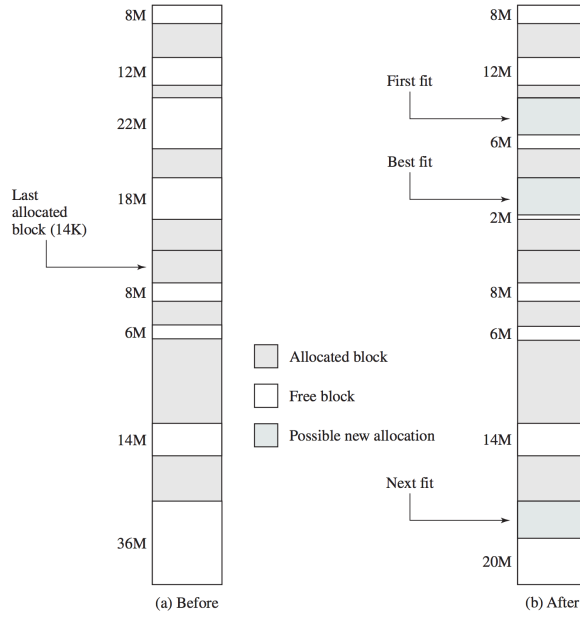 8M
12M
22M
18M
Last
allocated
block (14K)
8M
6M
14M
36M
(a) Before
Allocated block
Free block
Possible new allocation
8M
12M
First fit
6M
Best fit
2M
8M
6M
14M
Next fit
20M
(b) After